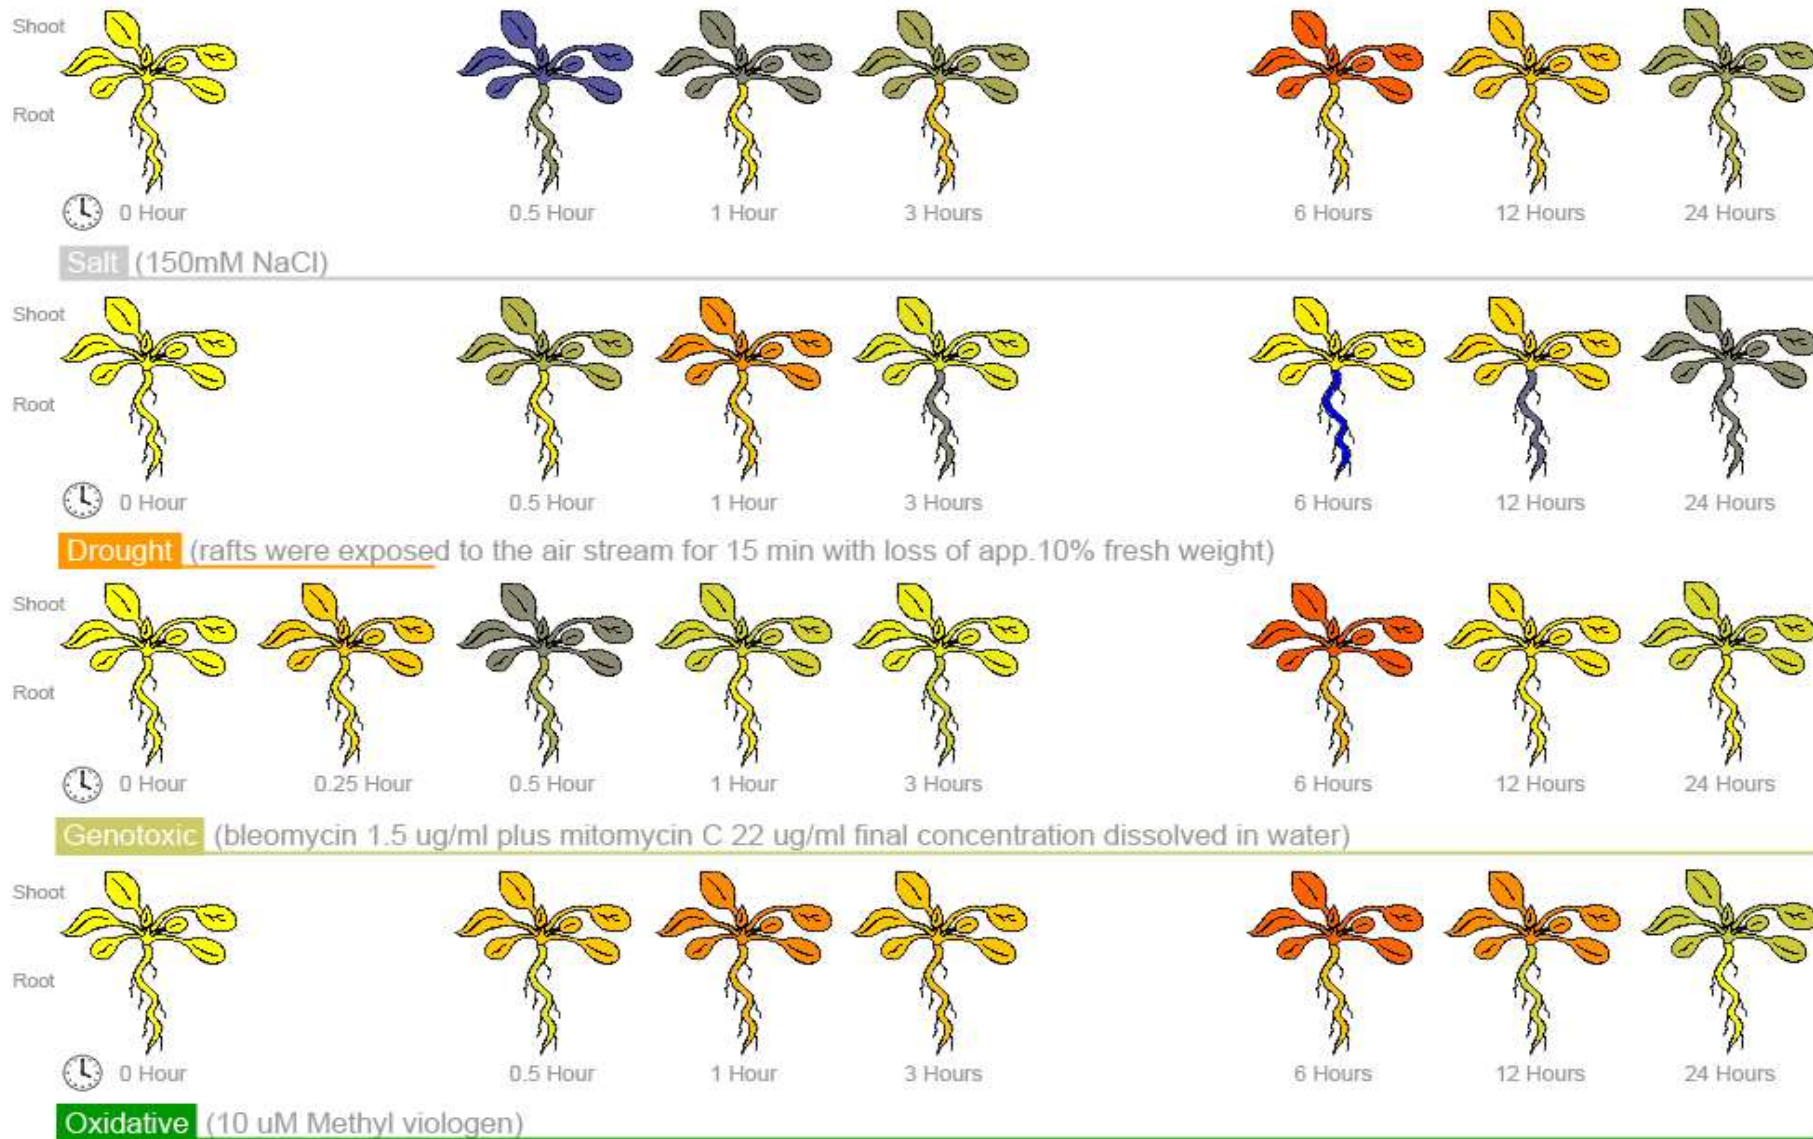 Shoot
Root
0 Hour 0.5 Hour 1 Hour 3 Hours 6 Hours 12 Hours 24 Hours
Salt (150mM NaCl)
Shoot
Root
0 Hour 0.5 Hour 1 Hour 3 Hours 6 Hours 12 Hours 24 Hours
Drought (rafts were exposed to the air stream for 15 min with loss of app.10% fresh weight)
Shoot
Root
0 Hour 0.25 Hour 0.5 Hour 1 Hour 3 Hours 6 Hours 12 Hours 24 Hours
Genotoxic (bleomycin 1.5 ug/ml plus mitomycin C 22 ug/ml final concentration dissolved in water)
Shoot
Root
0 Hour 0.5 Hour 1 Hour 3 Hours 6 Hours 12 Hours 24 Hours
Oxidative (10 uM Methyl viologen)